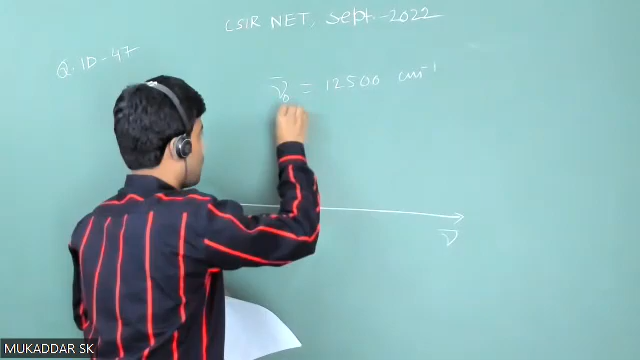 CSIR NET, Sept.-2022
Q.ID-47
ν̄₀ = 12500 cm⁻¹
ν̄
MUKADDAR SK